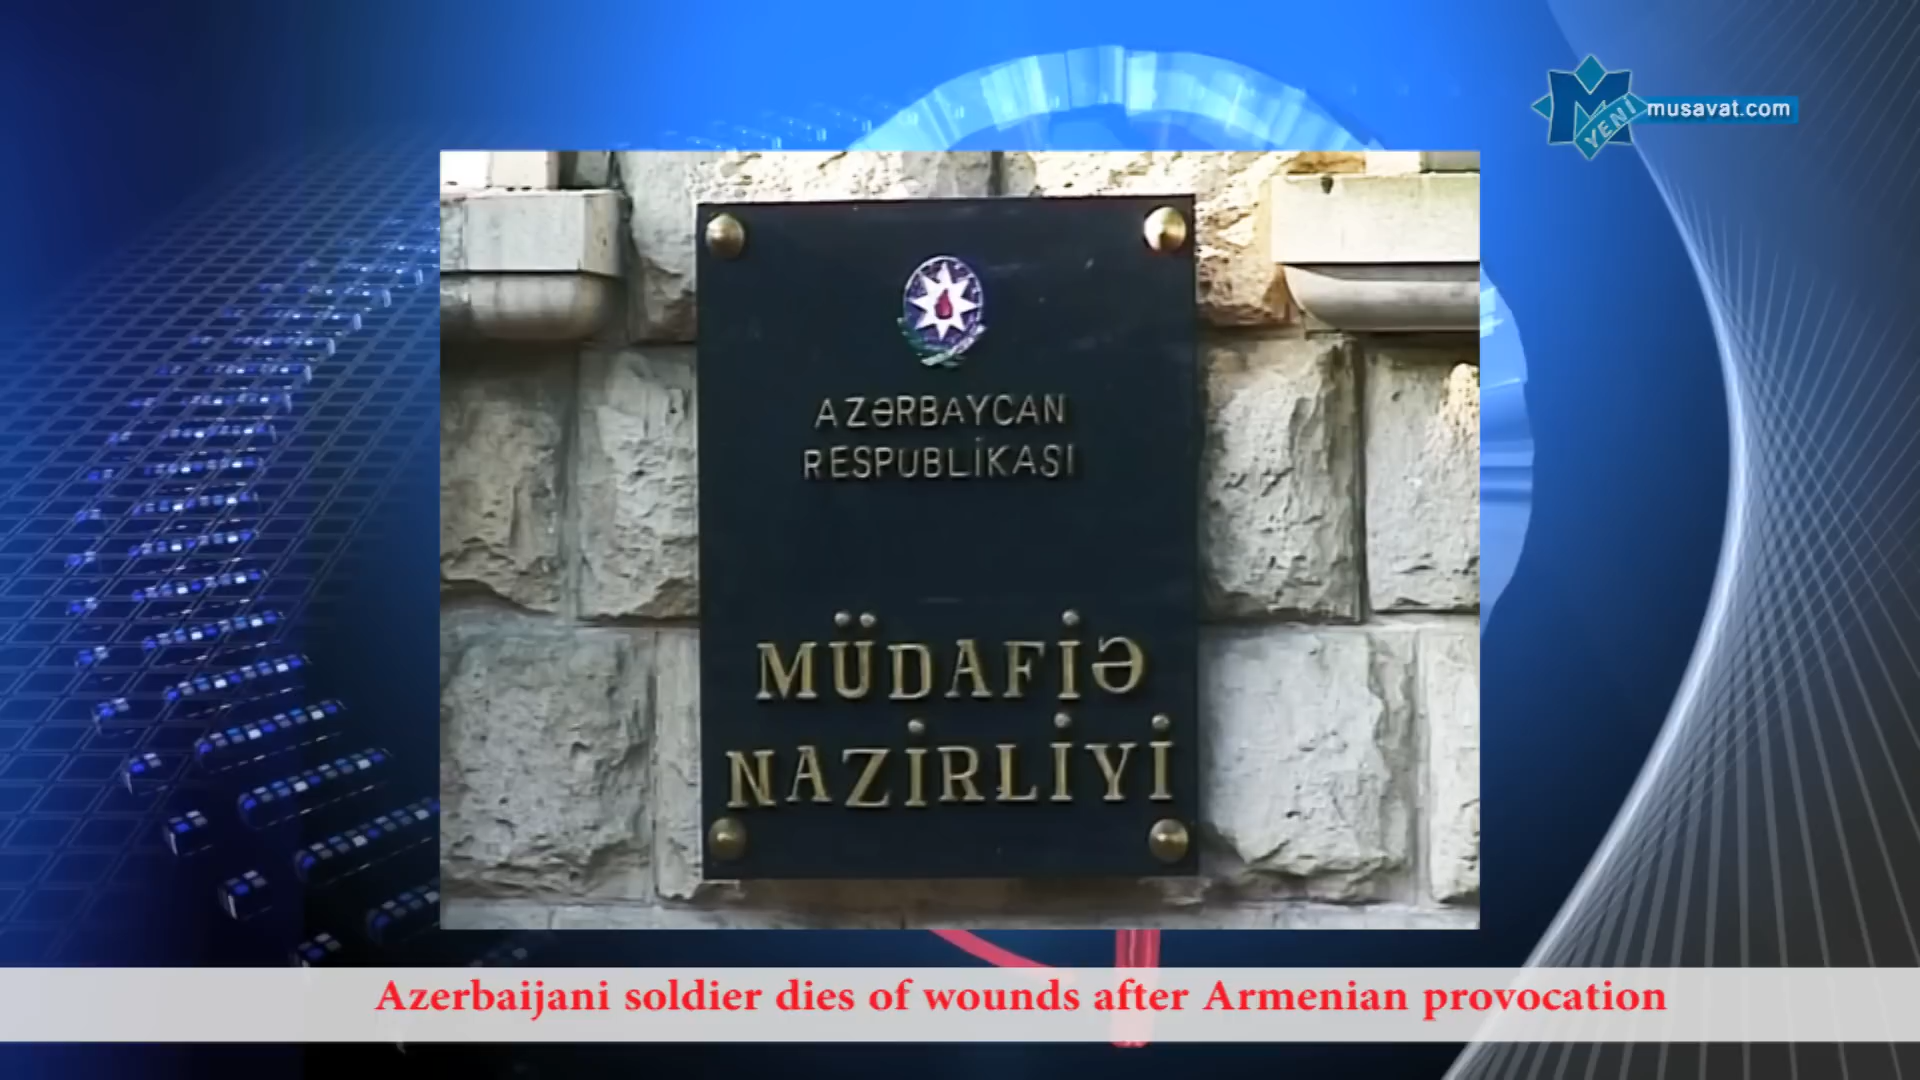 YENİ
musavat.com
AZƏRBAYCAN
RESPUBLİKASI
MÜDAFİƏ
NAZİRLİYİ
Azerbaijani soldier dies of wounds after Armenian provocation